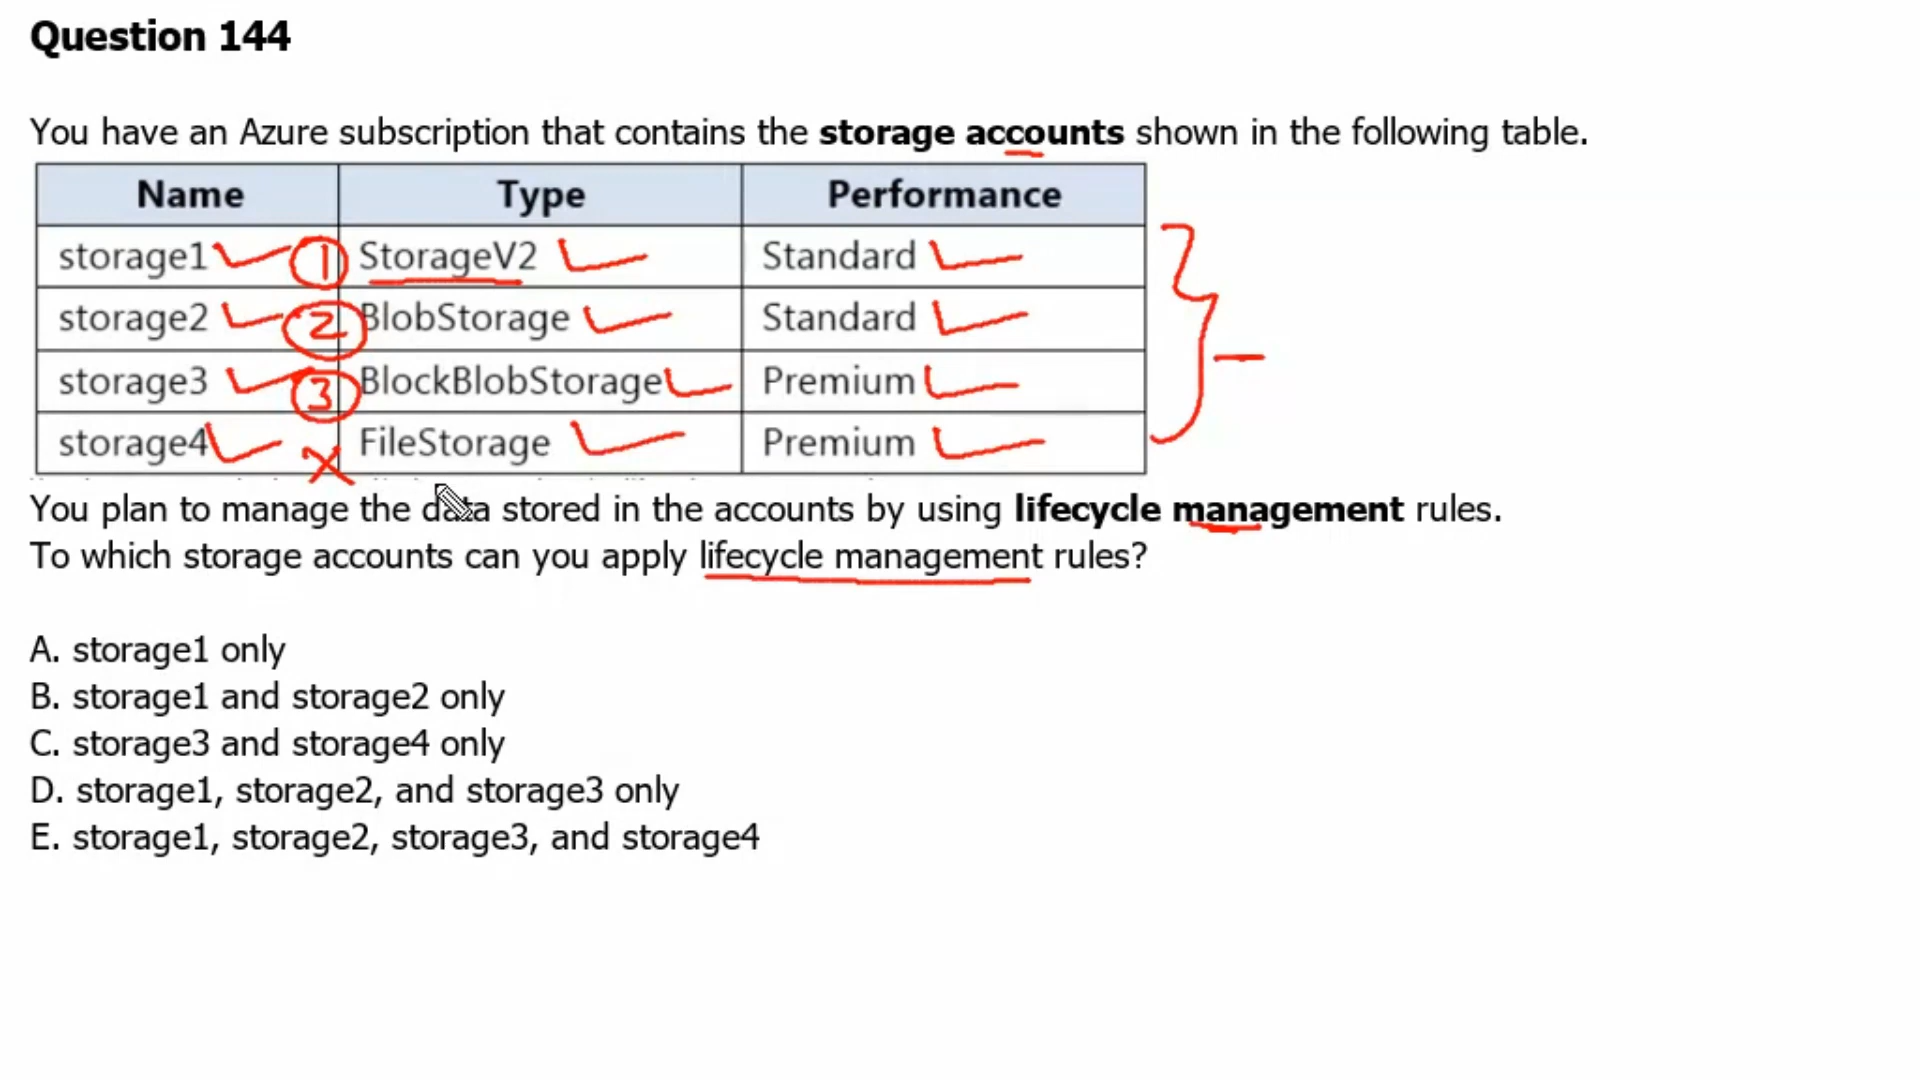 Question 144
You have an Azure subscription that contains the storage accounts shown in the following table.
Name Type Performance
storage1 1 StorageV2 Standard
storage2 2 BlobStorage Standard
storage3 3 BlockBlobStorage Premium
storage4 X FileStorage Premium
You plan to manage the data stored in the accounts by using lifecycle management rules.
To which storage accounts can you apply lifecycle management rules?
A. storage1 only
B. storage1 and storage2 only
C. storage3 and storage4 only
D. storage1, storage2, and storage3 only
E. storage1, storage2, storage3, and storage4